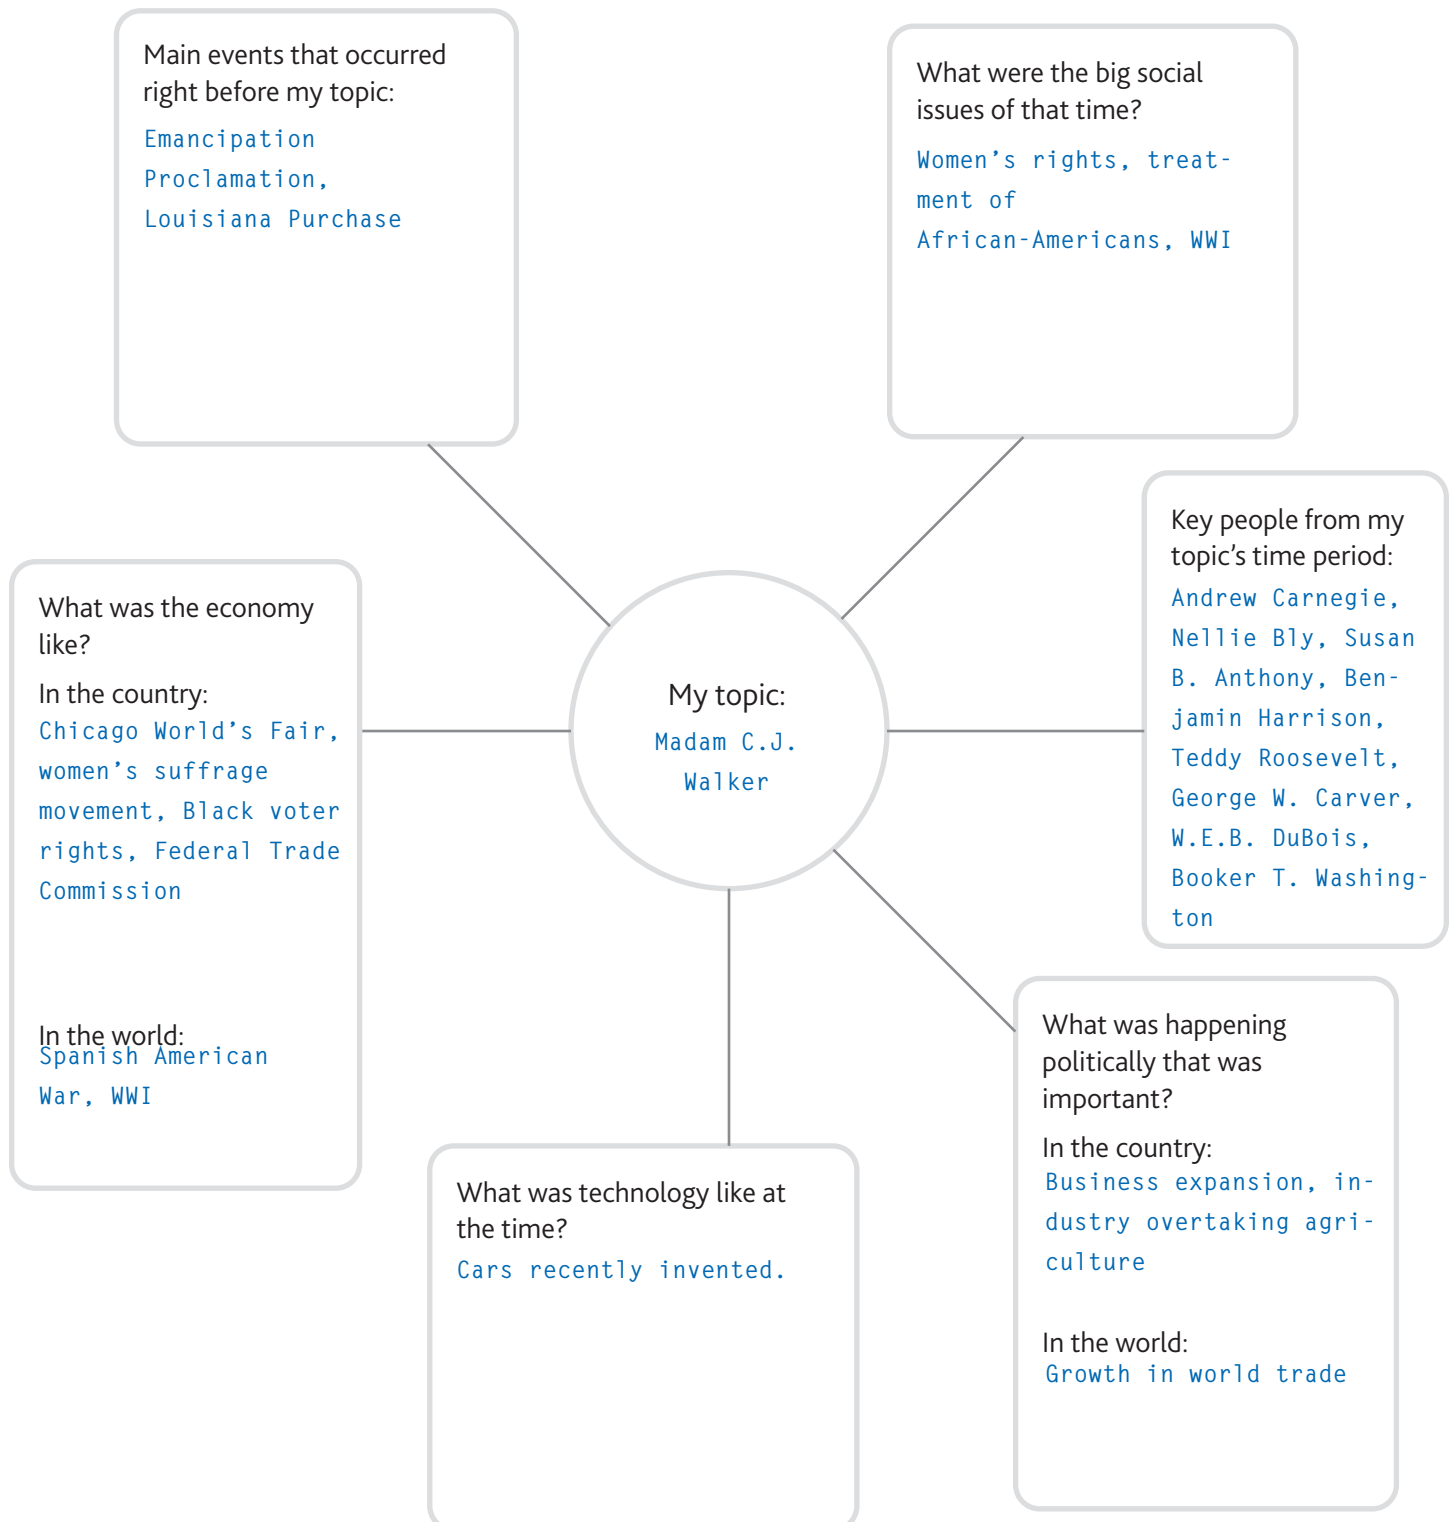 Main events that occurred
right before my topic:
Emancipation
Proclamation,
Louisiana Purchase
What were the big social
issues of that time?
Women’s rights, treat-
ment of
African-Americans, WWI
Key people from my
topic’s time period:
Andrew Carnegie,
Nellie Bly, Susan
B. Anthony, Ben-
jamin Harrison,
Teddy Roosevelt,
George W. Carver,
W.E.B. DuBois,
Booker T. Washing-
ton
What was the economy
like?
In the country:
Chicago World’s Fair,
women’s suffrage
movement, Black voter
rights, Federal Trade
Commission
In the world:
Spanish American
War, WWI
My topic:
Madam C.J.
Walker
What was happening
politically that was
important?
In the country:
Business expansion, in-
dustry overtaking agri-
culture
In the world:
Growth in world trade
What was technology like at
the time?
Cars recently invented.